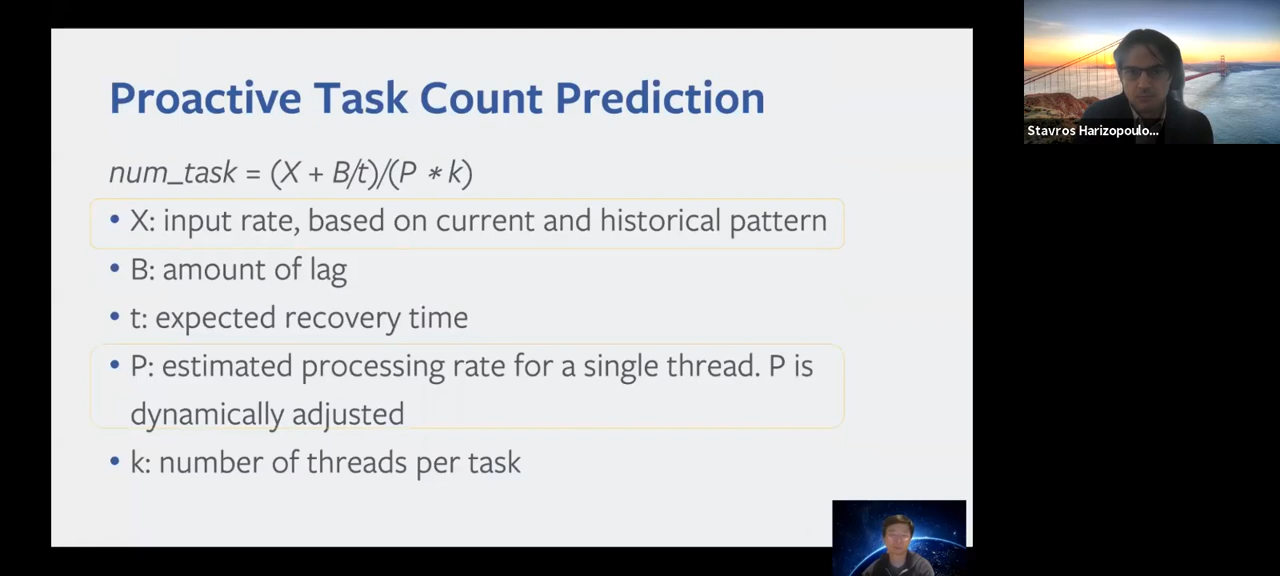 Proactive Task Count Prediction
num_task = (X + B/t)/(P * k)
• X: input rate, based on current and historical pattern
• B: amount of lag
• t: expected recovery time
• P: estimated processing rate for a single thread. P is
dynamically adjusted
• k: number of threads per task
Stavros Harizopoulo...